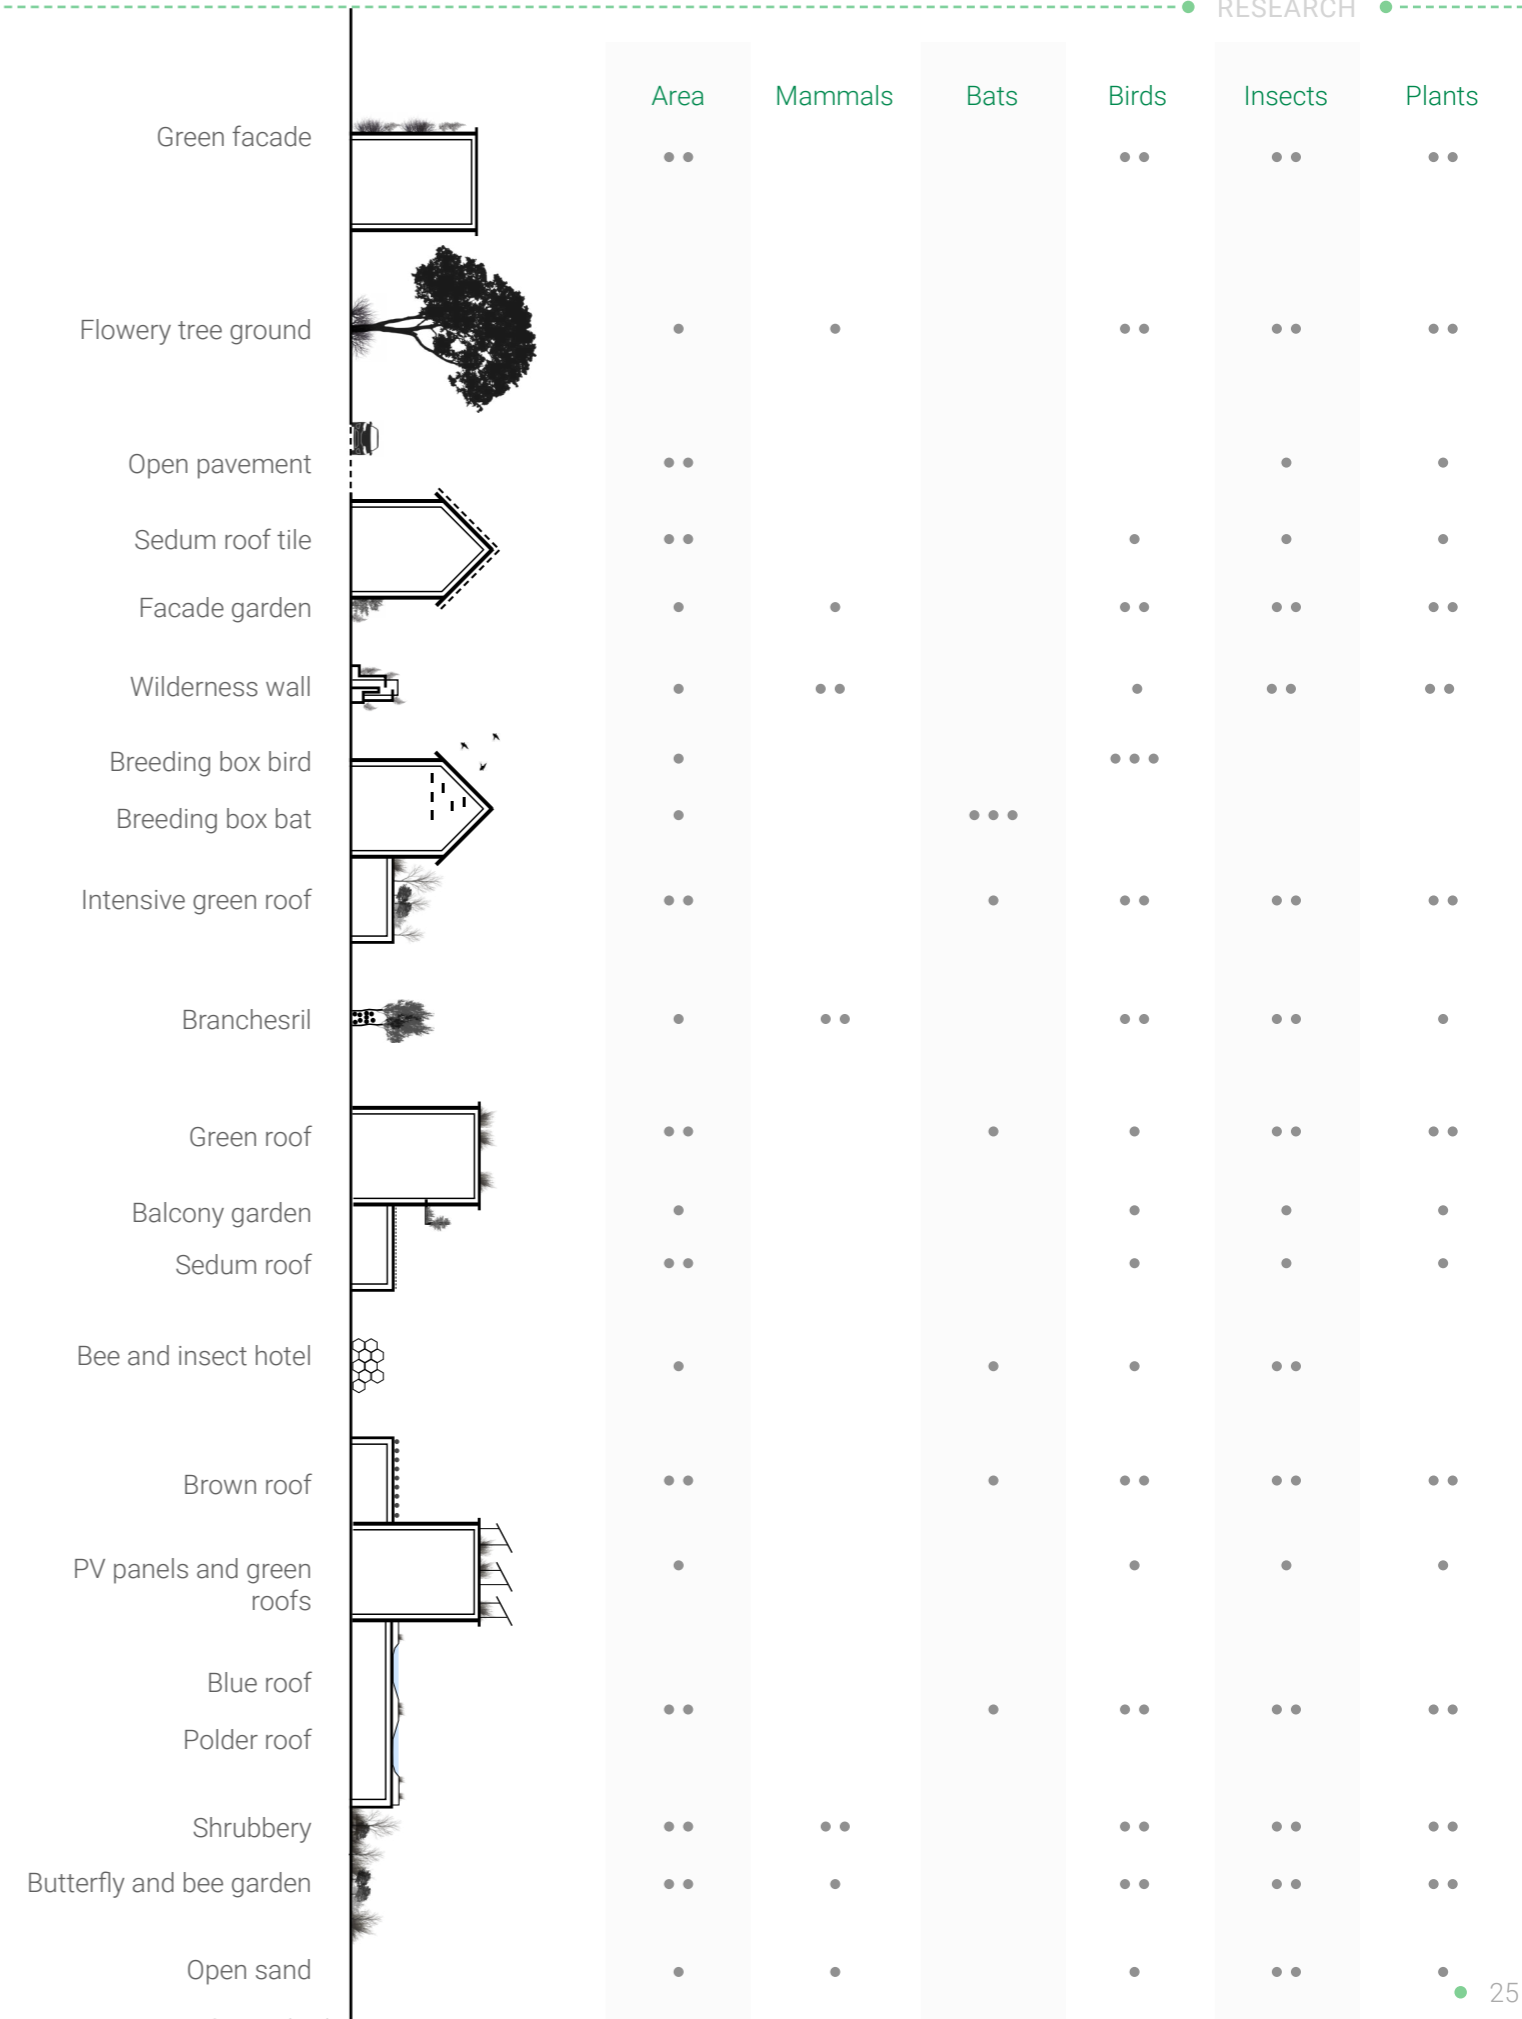 RESEARCH
Area Mammals Bats Birds Insects Plants
Green facade
Flowery tree ground
Open pavement
Sedum roof tile
Facade garden
Wilderness wall
Breeding box bird
Breeding box bat
Intensive green roof
Branchesril
Green roof
Balcony garden
Sedum roof
Bee and insect hotel
Brown roof
PV panels and green
roofs
Blue roof
Polder roof
Shrubbery
Butterfly and bee garden
Open sand
25